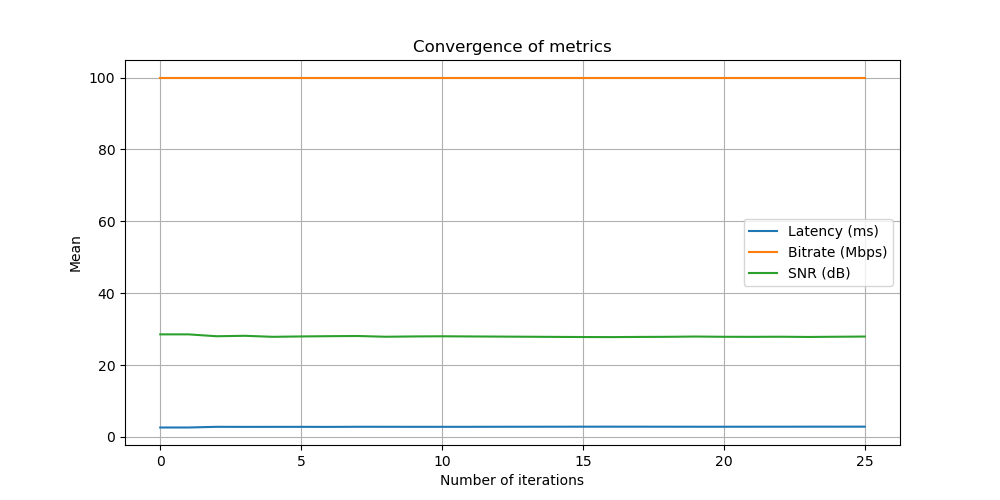 Convergence of metrics
Mean
100
80
60
40
20
0
Latency (ms)
Bitrate (Mbps)
SNR (dB)
0 5 10 15 20 25
Number of iterations